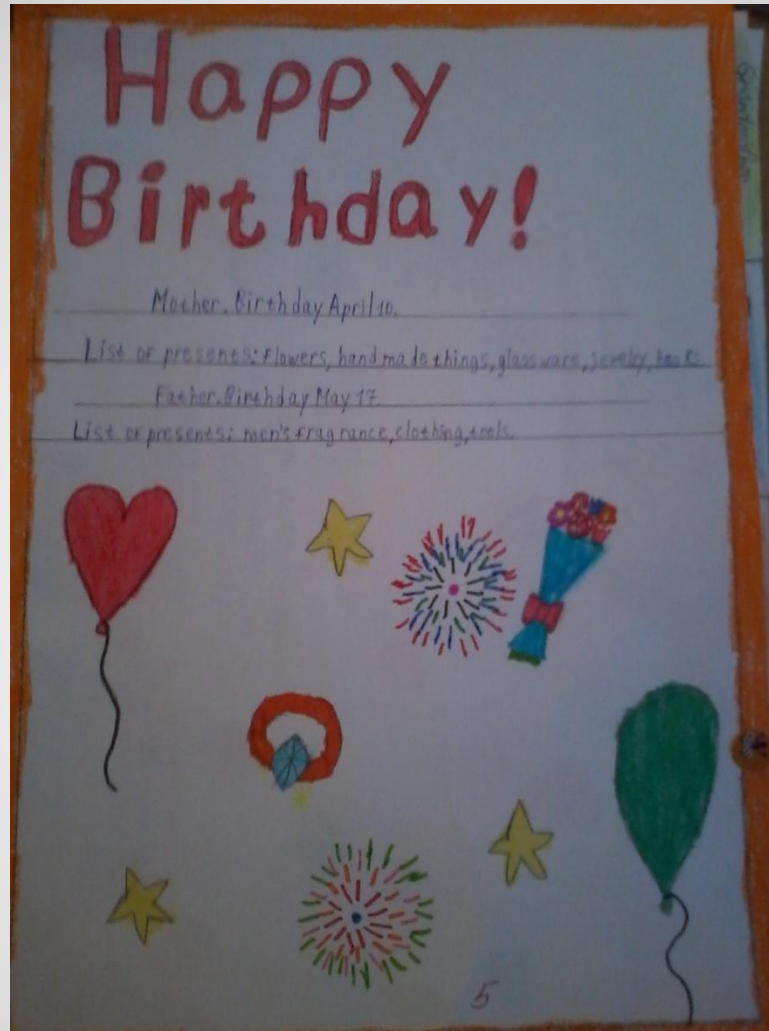 Happy
Birthday!
Mother. Birthday April 10.
List of presents: flowers, handmade things, glassware, jewelry, books
Father. Birthday May 17
List of presents: men's fragrance, clothing, tools.
5